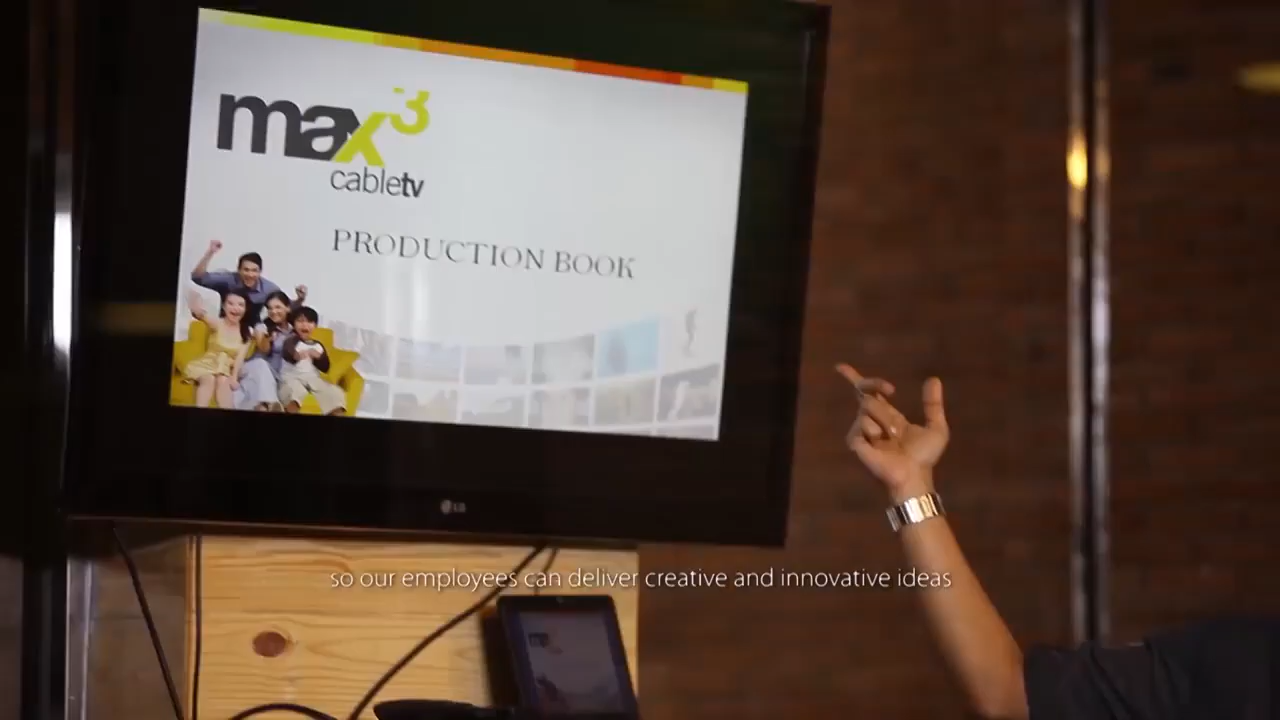 max3
cabletv
PRODUCTION BOOK
LG
so our employees can deliver creative and innovative ideas